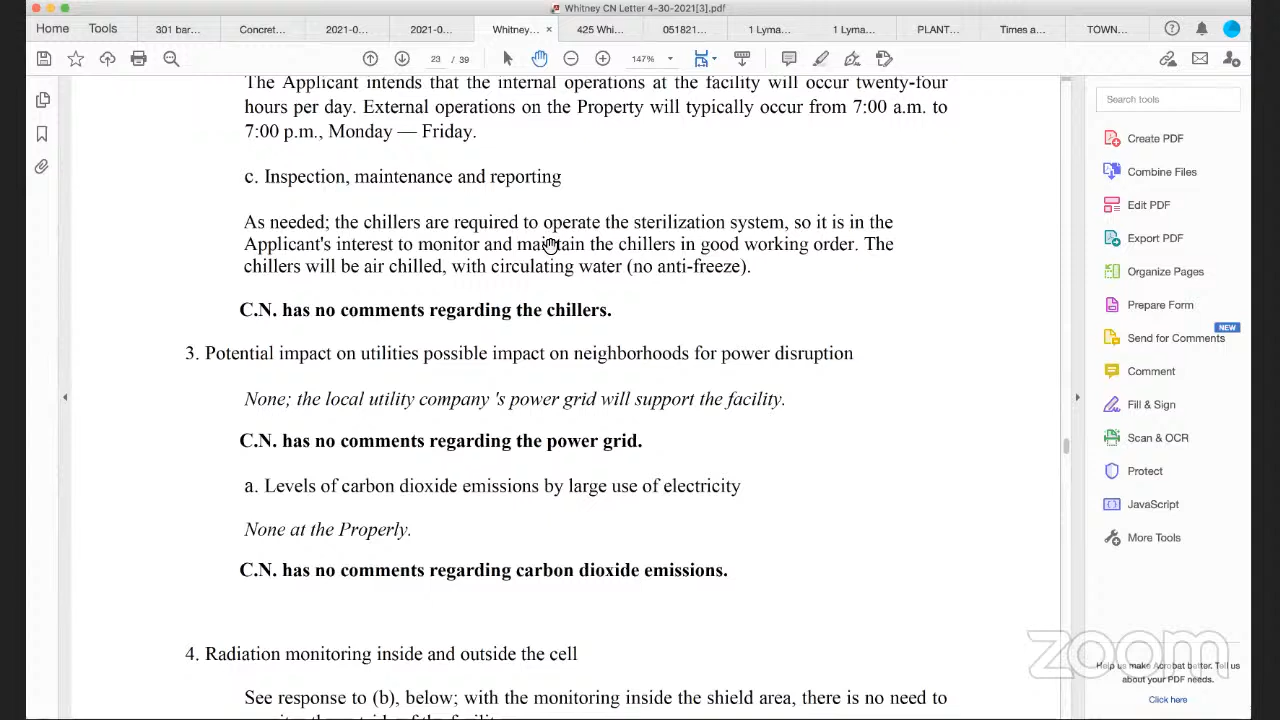 Whitney CN Letter 4-30-2021[3].pdf
Home Tools 301 bar... Concret... 2021-0... 2021-0... Whitney... × 425 Whi... 051821... 1 Lyma... 1 Lyma... PLANT... Times a... TOWN...
23 / 39 147%
The Applicant intends that the internal operations at the facility will occur twenty-four
hours per day. External operations on the Property will typically occur from 7:00 a.m. to
7:00 p.m., Monday — Friday.
c. Inspection, maintenance and reporting
As needed; the chillers are required to operate the sterilization system, so it is in the
Applicant's interest to monitor and maintain the chillers in good working order. The
chillers will be air chilled, with circulating water (no anti-freeze).
C.N. has no comments regarding the chillers.
3. Potential impact on utilities possible impact on neighborhoods for power disruption
None; the local utility company 's power grid will support the facility.
C.N. has no comments regarding the power grid.
a. Levels of carbon dioxide emissions by large use of electricity
None at the Properly.
C.N. has no comments regarding carbon dioxide emissions.
4. Radiation monitoring inside and outside the cell
See response to (b), below; with the monitoring inside the shield area, there is no need to
Search tools
Create PDF
Combine Files
Edit PDF
Export PDF
Organize Pages
Prepare Form
NEW
Send for Comments
Comment
Fill & Sign
Scan & OCR
Protect
JavaScript
More Tools
zoom
Help us make Acrobat better. Tell us
about your PDF needs.
Click here